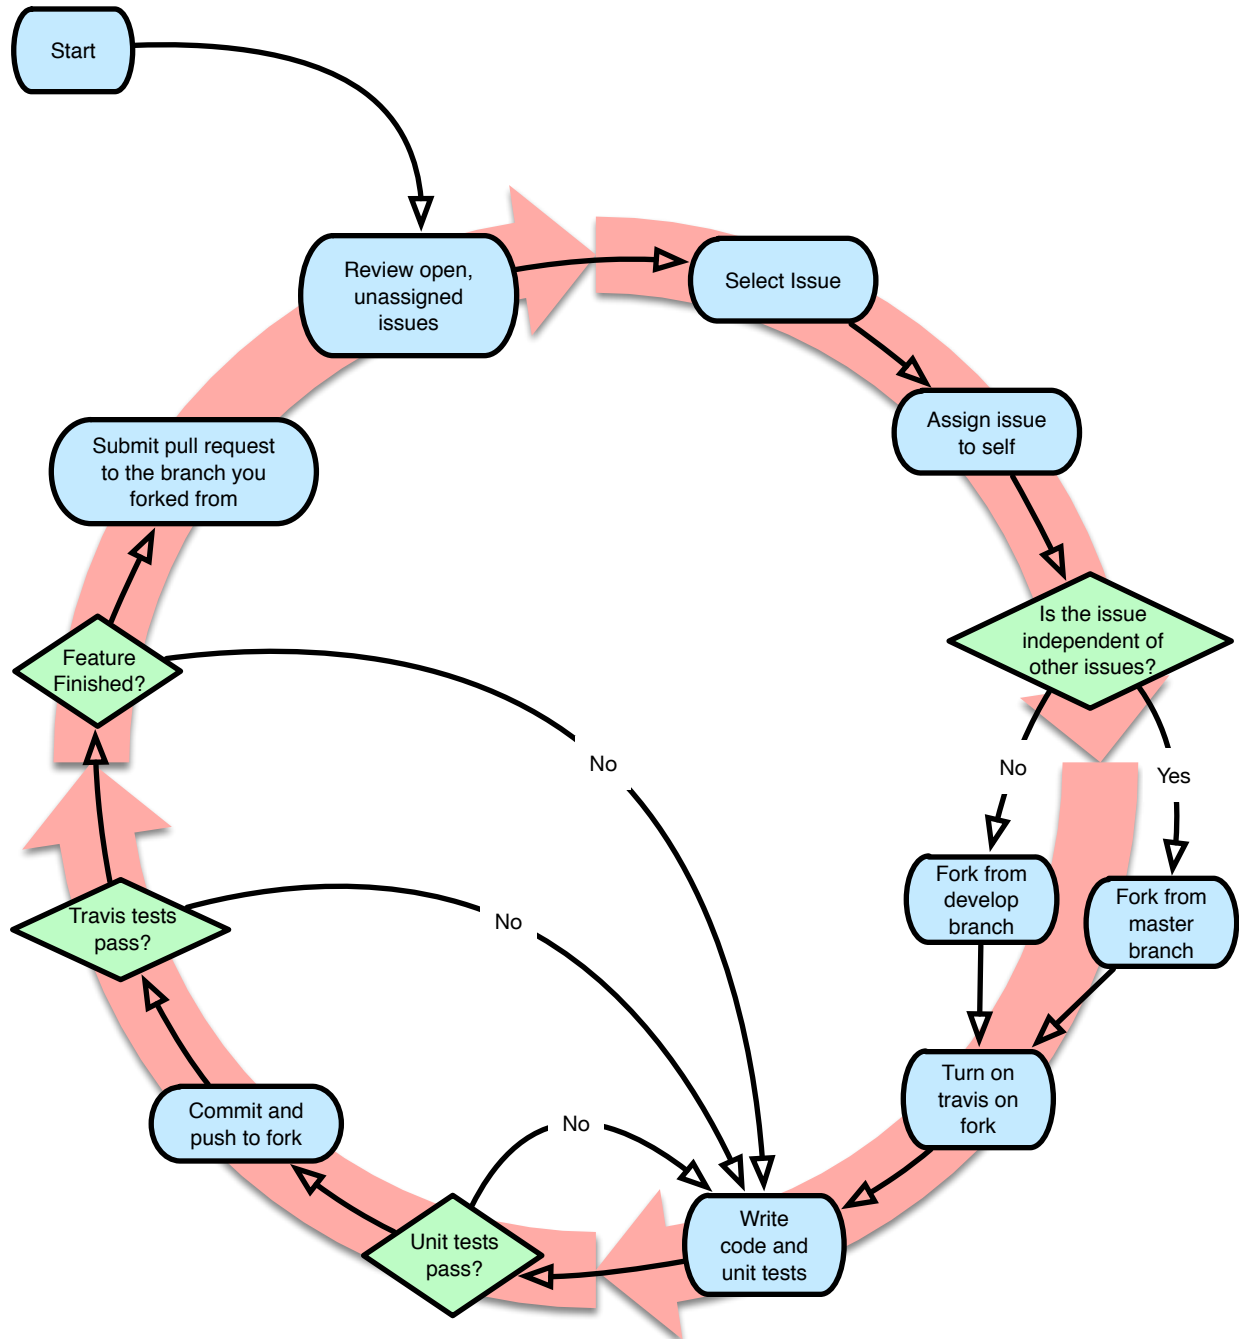 Start
Review open,
unassigned
issues
Select Issue
Assign issue
to self
Is the issue
independent of
other issues?
No
Yes
Fork from
develop
branch
Fork from
master
branch
Turn on
travis on
fork
Write
code and
unit tests
Unit tests
pass?
No
Commit and
push to fork
Travis tests
pass?
No
Feature
Finished?
No
Submit pull request
to the branch you
forked from